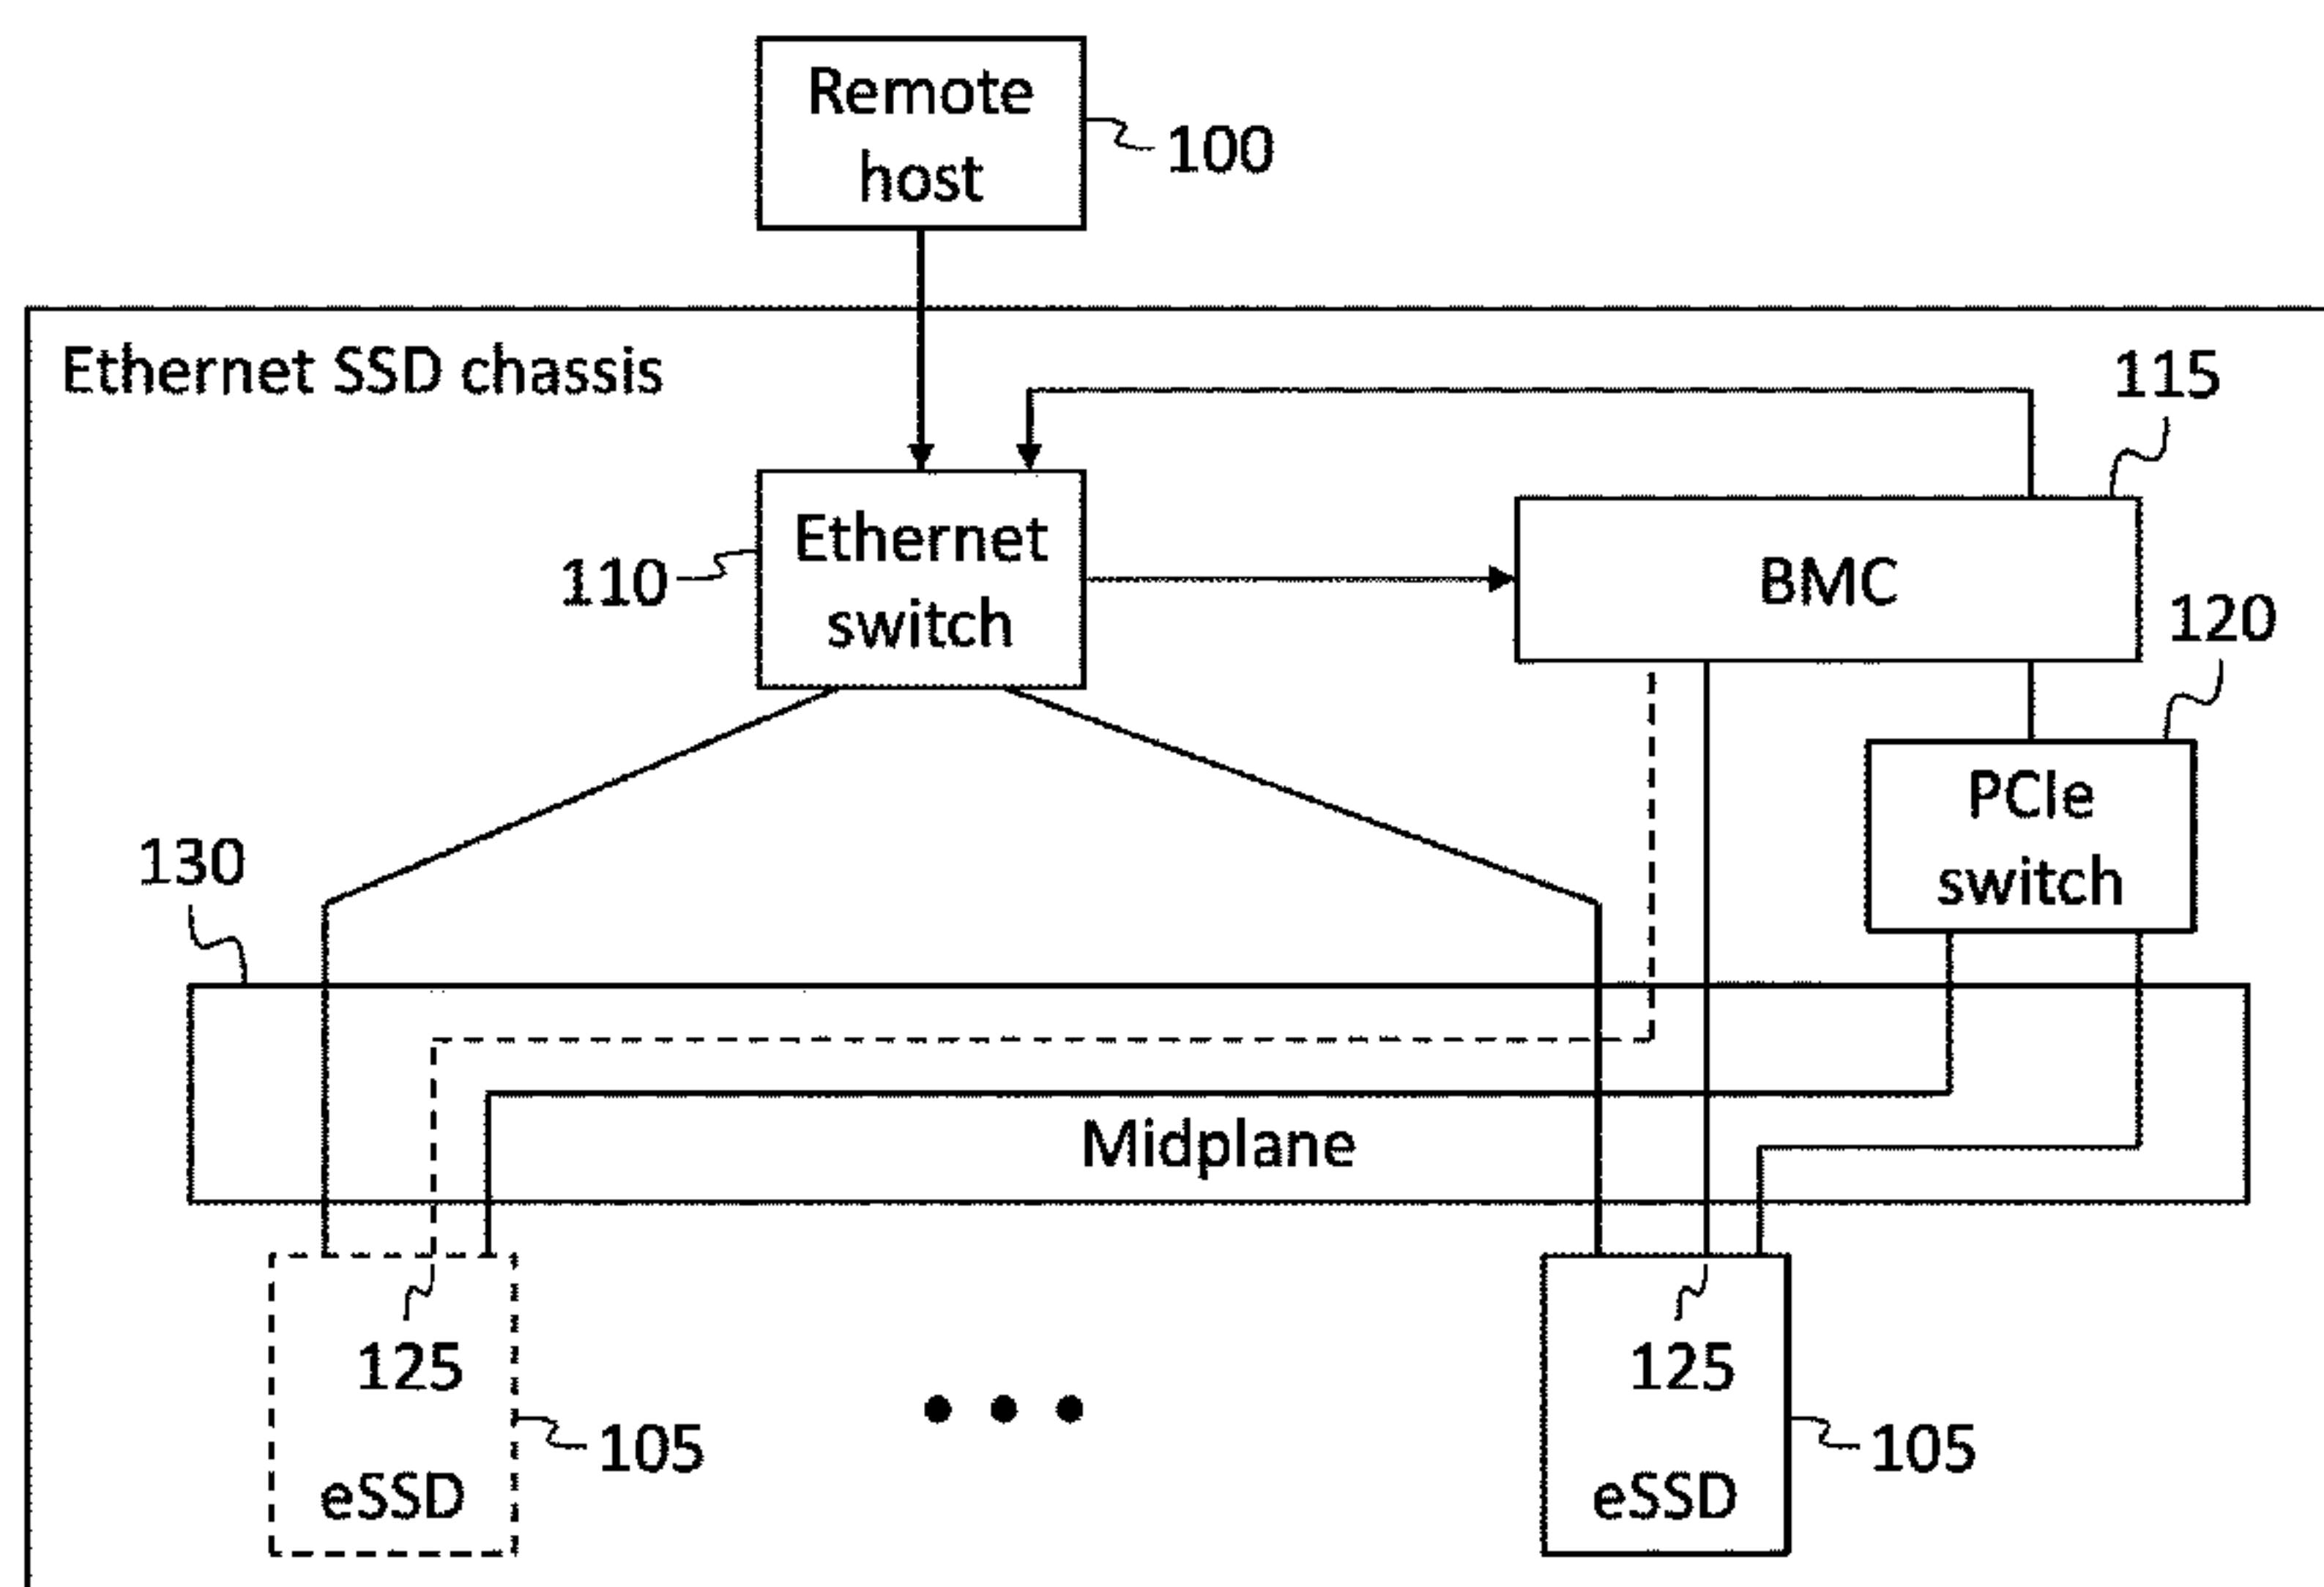 Remote
host
100
Ethernet SSD chassis
115
Ethernet
switch
110
BMC
120
PCIe
switch
130
Midplane
125
eSSD
105
125
eSSD
105